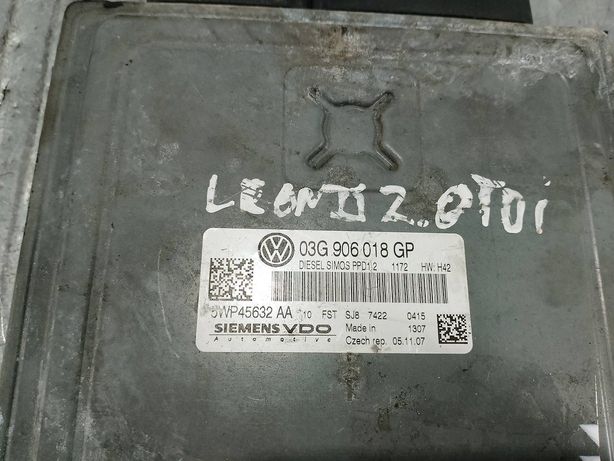 LEON II 2.0TDi
03G 906 018 GP
DIESEL SIMOS PPD1.2 1172 HW: H42
5WP45632 AA 10 FST SJ8 7422 0415
SIEMENS VDO Made in 1307
Automotive Czech rep. 05.11.07